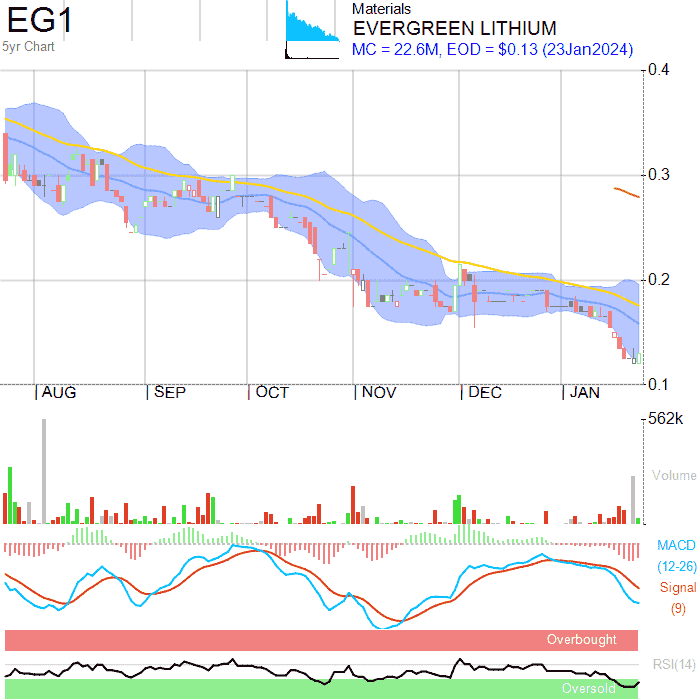 EG1
5yr Chart
Materials
EVERGREEN LITHIUM
MC = 22.6M, EOD = $0.13 (23Jan2024)
0.4
0.3
0.2
0.1
AUG SEP OCT NOV DEC JAN
562k
Volume
MACD
(12-26)
Signal
(9)
Overbought
RSI(14)
Oversold